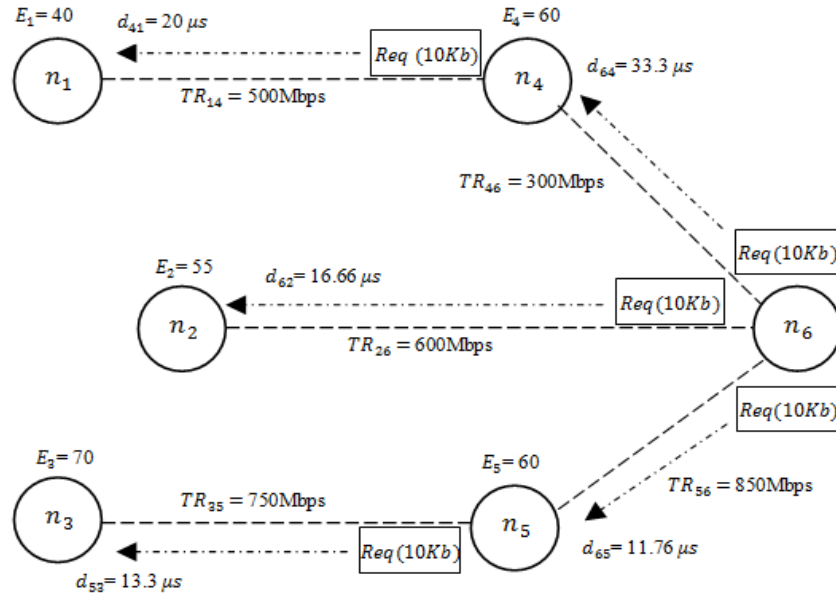 E₁= 40
d₄₁= 20 μs
Req (10Kb)
E₄= 60
n₁
n₄
d₆₄= 33.3 μs
TR₁₄ = 500Mbps
TR₄₆ = 300Mbps
Req (10Kb)
E₂= 55
d₆₂= 16.66 μs
Req (10Kb)
n₂
n₆
TR₂₆ = 600Mbps
Req (10Kb)
E₃= 70
E₅= 60
TR₃₅ = 750Mbps
TR₅₆ = 850Mbps
n₃
n₅
Req (10Kb)
d₆₅= 11.76 μs
d₅₃= 13.3 μs